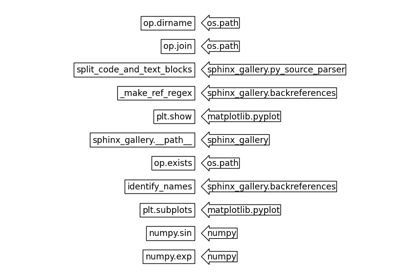 op.dirname os.path
op.join os.path
split_code_and_text_blocks sphinx_gallery.py_source_parser
_make_ref_regex sphinx_gallery.backreferences
plt.show matplotlib.pyplot
sphinx_gallery.__path__ sphinx_gallery
op.exists os.path
identify_names sphinx_gallery.backreferences
plt.subplots matplotlib.pyplot
numpy.sin numpy
numpy.exp numpy